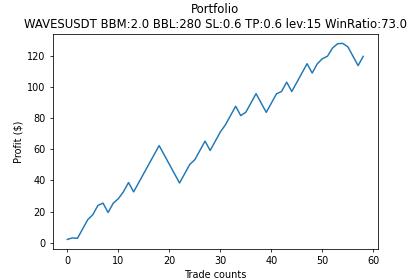 Portfolio
WAVESUSDT BBM:2.0 BBL:280 SL:0.6 TP:0.6 lev:15 WinRatio:73.0
120
100
80
60
40
20
0
Profit ($)
0 10 20 30 40 50 60
Trade counts